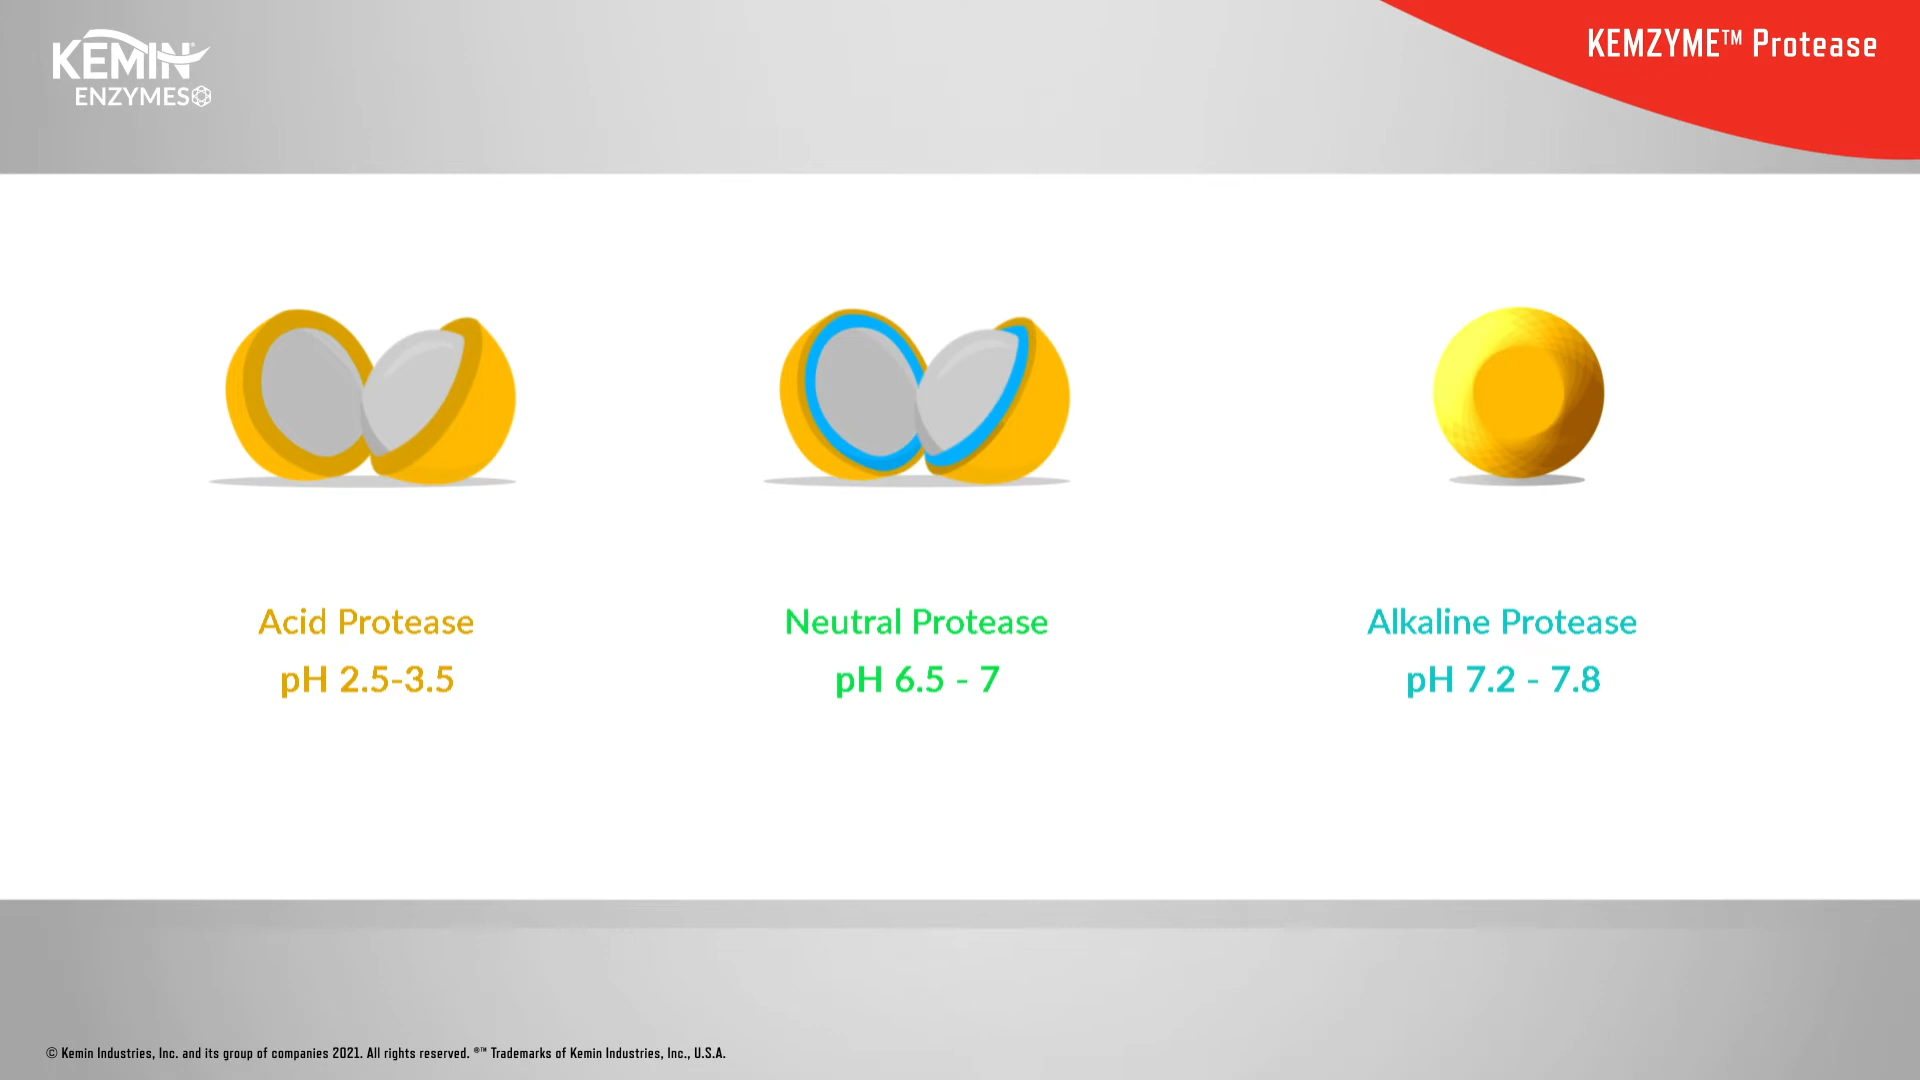 KEMIN®
ENZYMES
KEMZYME™ Protease
Acid Protease
pH 2.5-3.5
Neutral Protease
pH 6.5 - 7
Alkaline Protease
pH 7.2 - 7.8
© Kemin Industries, Inc. and its group of companies 2021. All rights reserved. ®™ Trademarks of Kemin Industries, Inc., U.S.A.